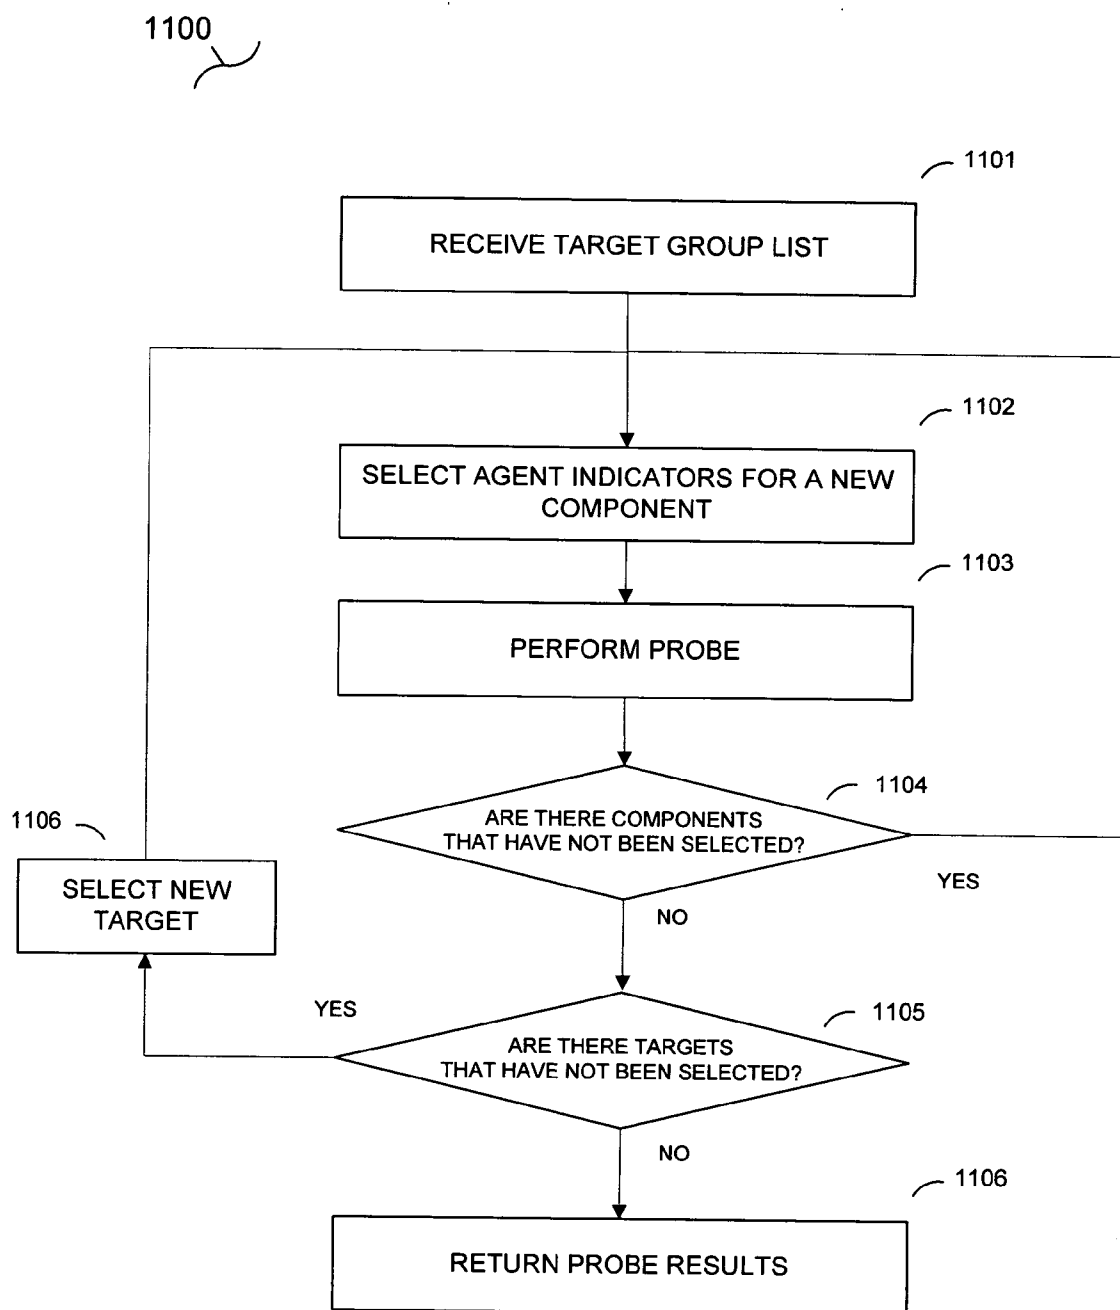 1100
1101
RECEIVE TARGET GROUP LIST
1102
SELECT AGENT INDICATORS FOR A NEW
COMPONENT
1103
PERFORM PROBE
1104
ARE THERE COMPONENTS
THAT HAVE NOT BEEN SELECTED?
1106
SELECT NEW
TARGET
YES
NO
YES
1105
ARE THERE TARGETS
THAT HAVE NOT BEEN SELECTED?
NO
1106
RETURN PROBE RESULTS